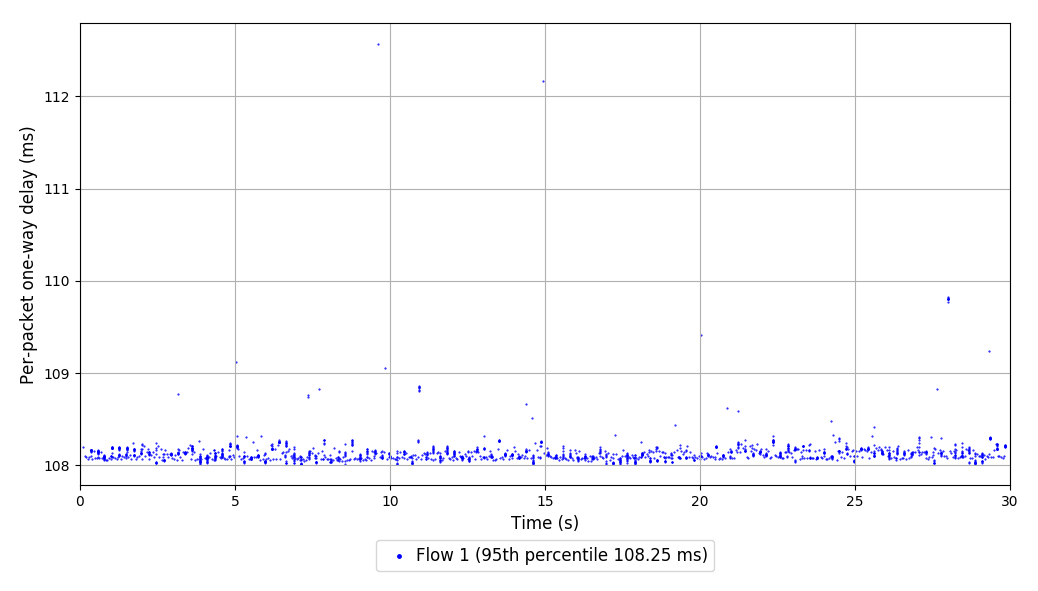 Per-packet one-way delay (ms)
112
111
110
109
108
0 5 10 15 20 25 30
Time (s)
Flow 1 (95th percentile 108.25 ms)